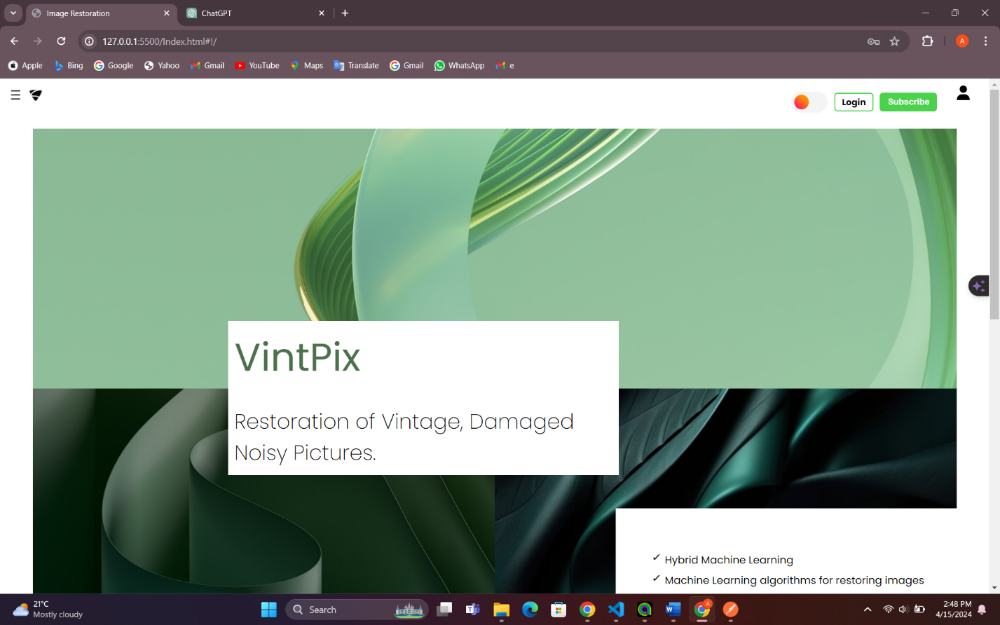 Image Restoration
ChatGPT
127.0.0.1:5500/Index.html#!/
A
Apple
Bing
Google
Yahoo
Gmail
YouTube
Maps
Translate
Gmail
WhatsApp
e
Login
Subscribe
VintPix
Restoration of Vintage, Damaged
Noisy Pictures.
✓ Hybrid Machine Learning
✓ Machine Learning algorithms for restoring images
21°C
Mostly cloudy
Search
A
2:48 PM
4/15/2024